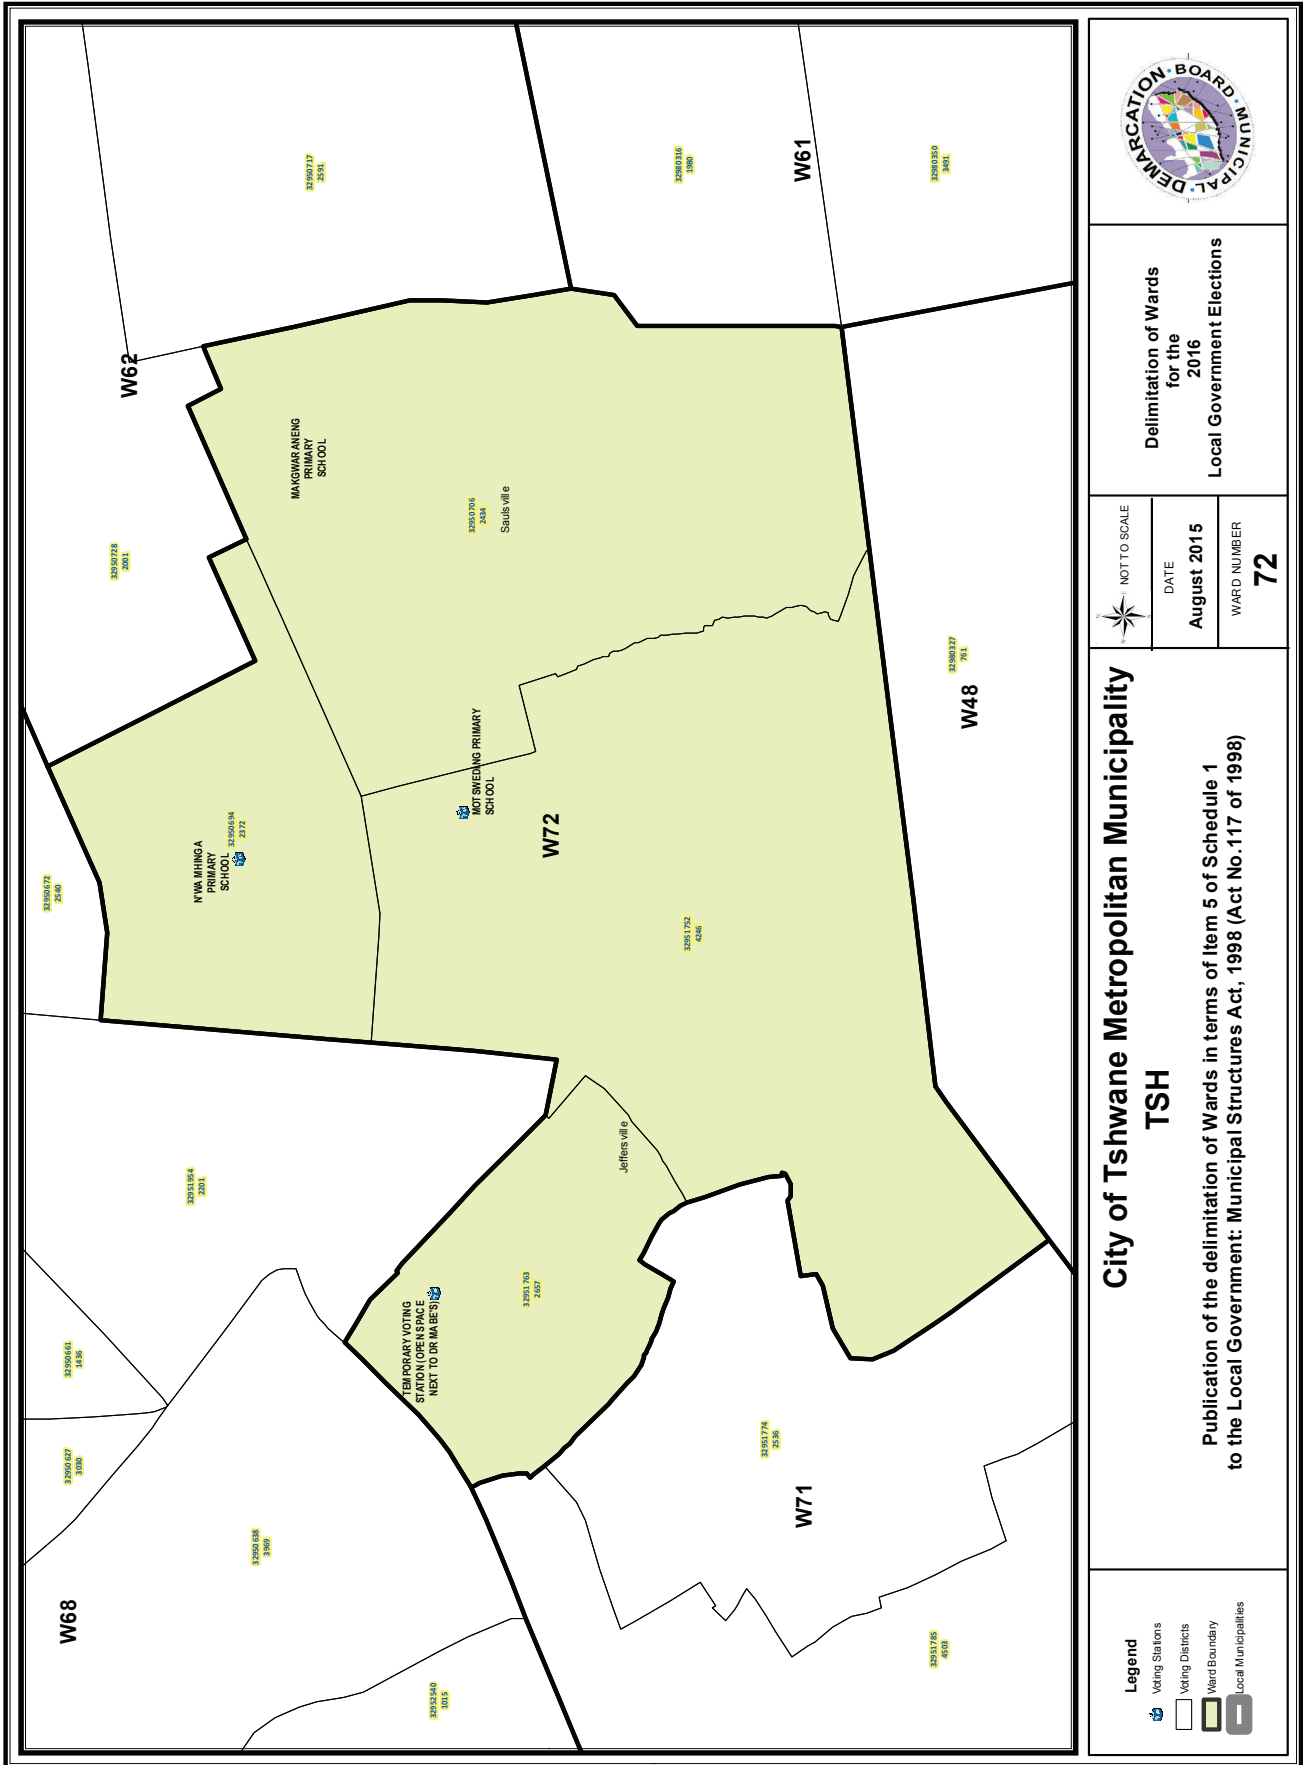 W68
32950627
3030
32950661
1436
32950672
2540
32950728
2001
W62
32950717
2591
32950638
3969
32951954
2201
N'WAMHINGA
PRIMARY
SCHOOL
32950694
2372
MAKGWARANENG
PRIMARY
SCHOOL
32952540
1015
TEMPORARY VOTING
STATION (OPEN SPACE
NEXT TO DR MABE'S)
32951763
2657
MOTSWEDING PRIMARY
SCHOOL
32950706
2434
Saulsville
W72
Jeffersville
32951752
4246
32980316
1980
W61
32951774
2536
W71
32951785
4503
32980327
761
W48
32980350
3491
Legend
Voting Stations
Voting Districts
Ward Boundary
Local Municipalities
City of Tshwane Metropolitan Municipality
TSH
Publication of the delimitation of Wards in terms of Item 5 of Schedule 1
to the Local Government: Municipal Structures Act, 1998 (Act No.117 of 1998)
NOT TO SCALE
DATE
August 2015
WARD NUMBER
72
Delimitation of Wards
for the
2016
Local Government Elections
MUNICIPAL DEMARCATION BOARD